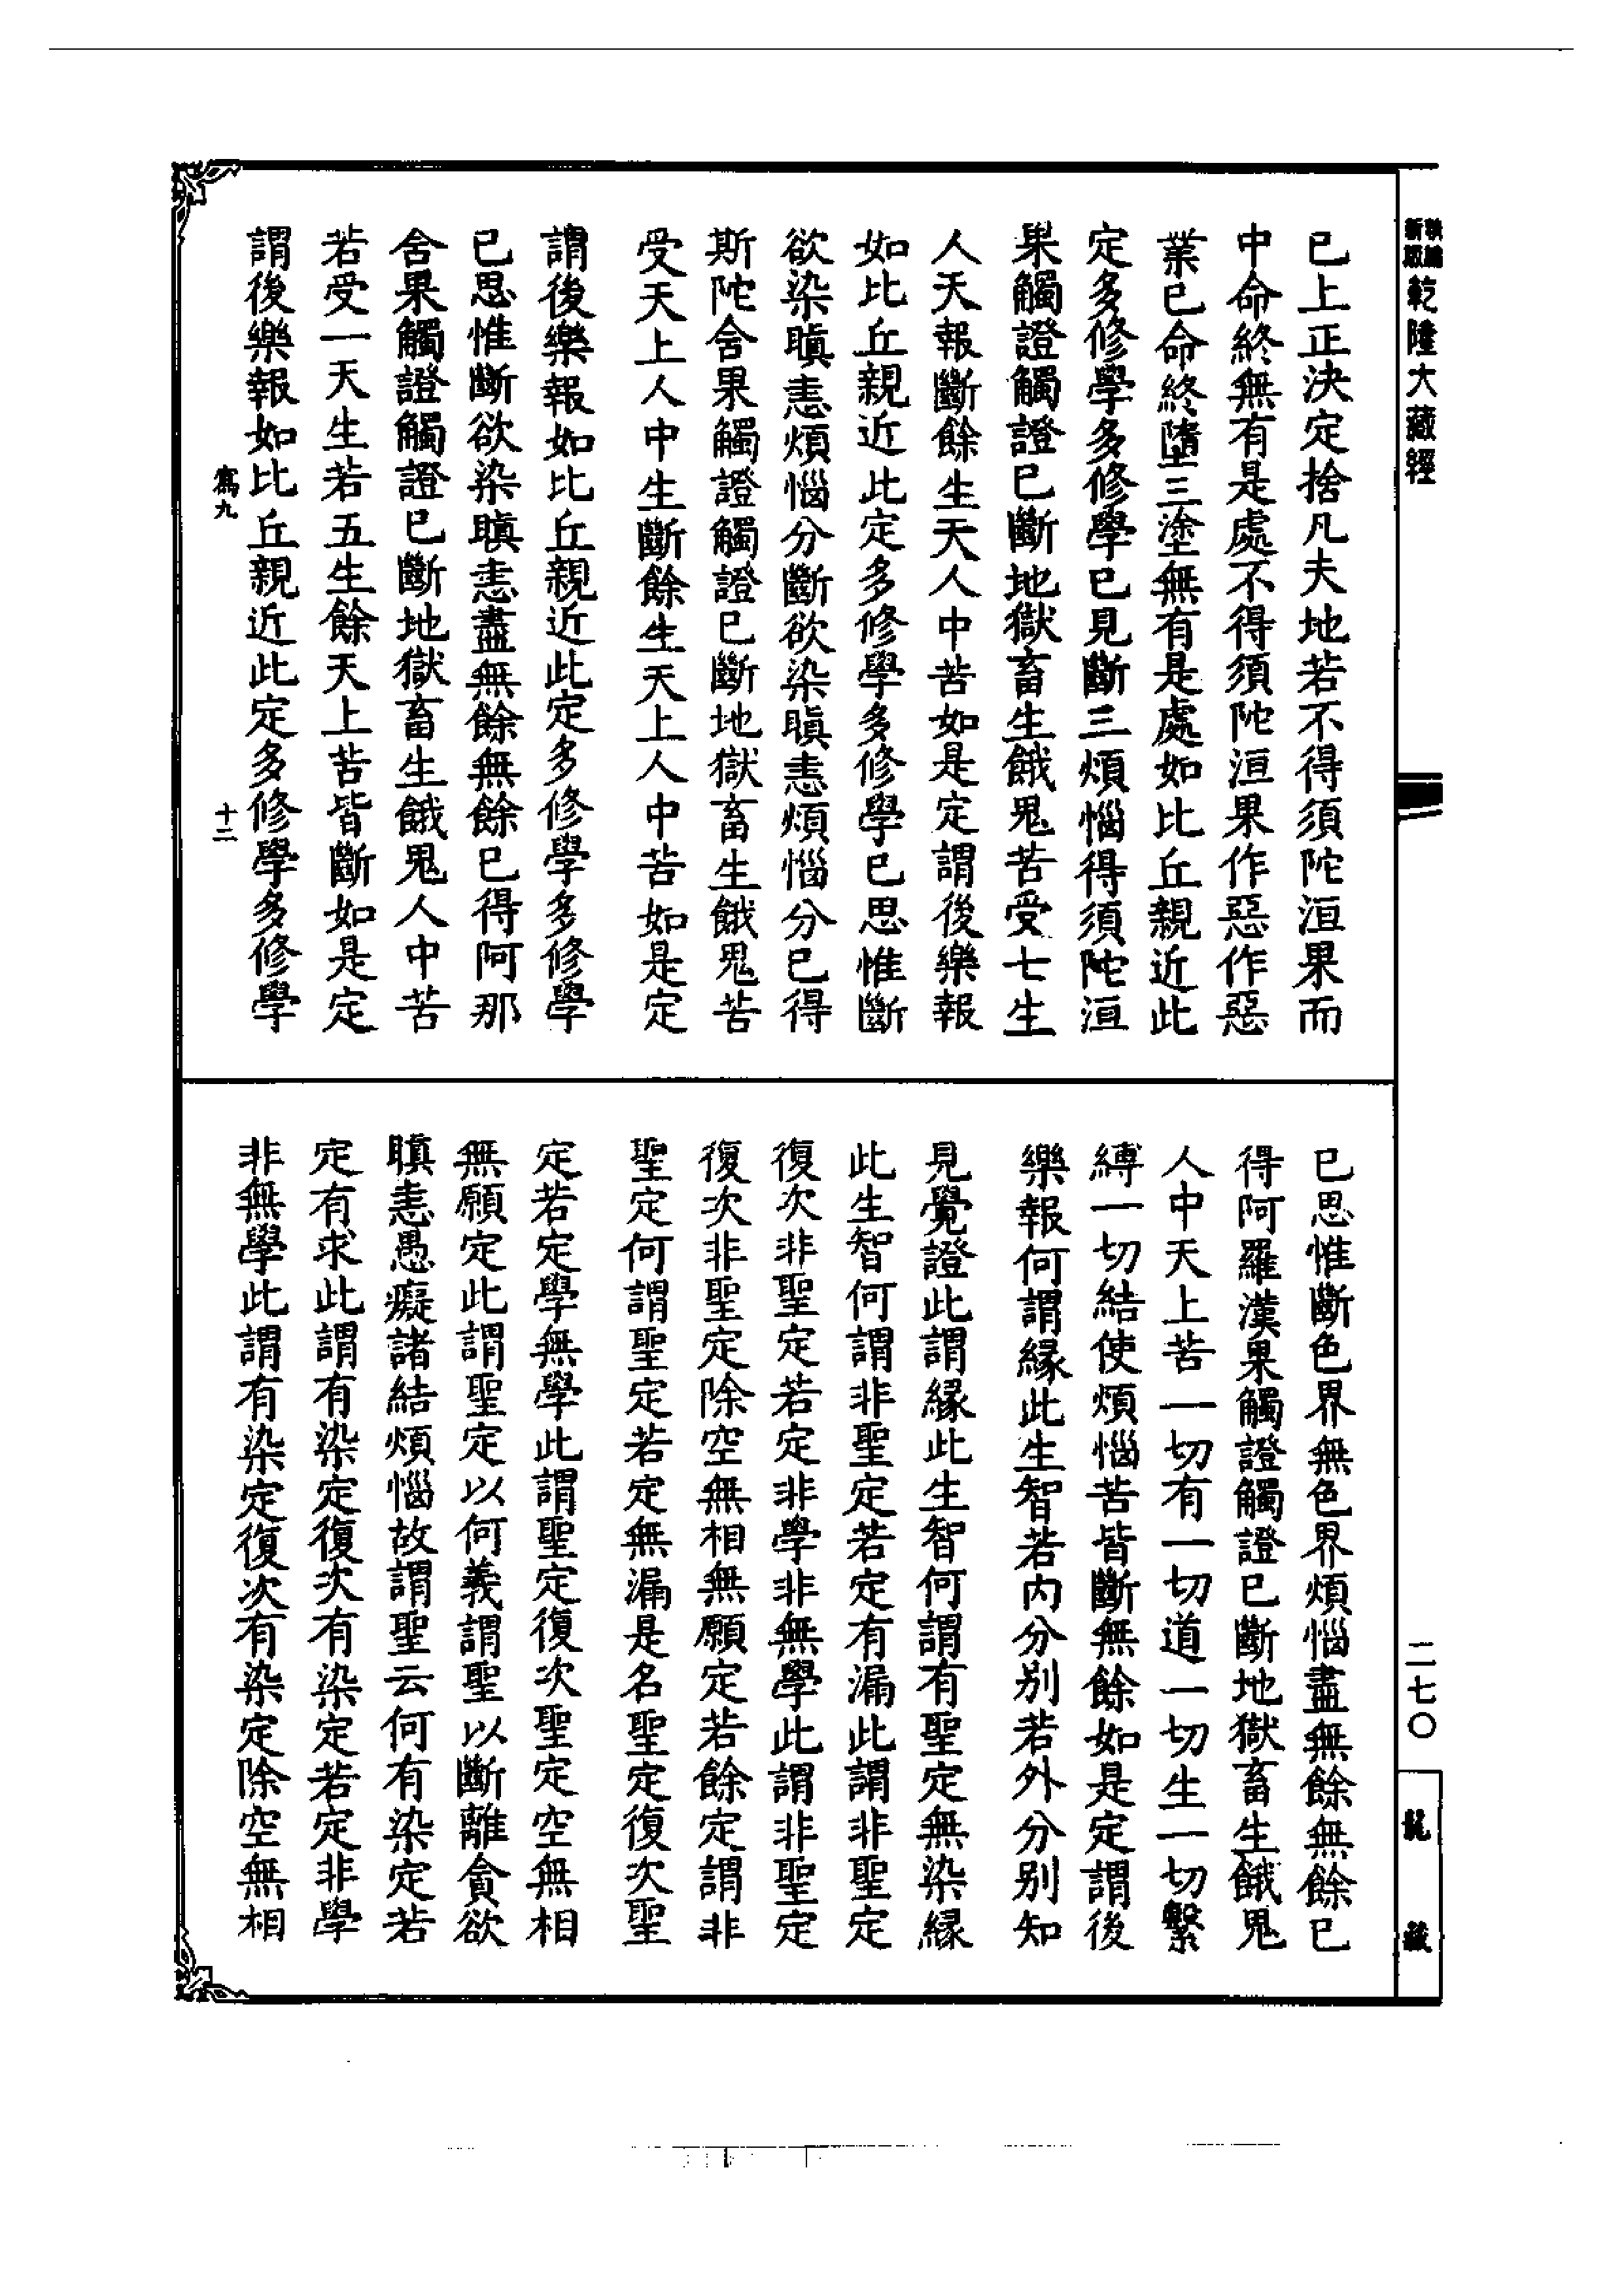 新編
縮版
乾隆大藏經
二七〇
龍藏
已上正決定捨凡夫地若不得須陀洹果而
中命終無有是處不得須陀洹果作惡作惡
業已命終墮三塗無有是處如比丘親近此
定多修學多修學已見斷三煩惱得須陀洹
果觸證觸證已斷地獄畜生餓鬼苦受七生
人天報斷餘生天人中苦如是定謂後樂報
如比丘親近此定多修學多修學已思惟斷
欲染瞋恚煩惱分斷欲染瞋恚煩惱分已得
斯陀舍果觸證觸證已斷地獄畜生餓鬼苦
受天上人中生斷餘生天上人中苦如是定
謂後樂報如比丘親近此定多修學多修學
已思惟斷欲染瞋恚盡無餘無餘已得阿那
舍果觸證觸證已斷地獄畜生餓鬼人中苦
若受一天生若五生餘天上苦皆斷如是定
謂後樂報如比丘親近此定多修學多修學
寫九
十二
已思惟斷色界無色界煩惱盡無餘無餘已
得阿羅漢果觸證觸證已斷地獄畜生餓鬼
人中天上苦一切有一切道一切生一切繫
縛一切結使煩惱苦皆斷無餘如是定謂後
樂報何謂緣此生智若內分別若外分別知
見覺證此謂緣此生智何謂有聖定無染緣
此生智何謂非聖定若定有漏此謂非聖定
復次非聖定若定非學非無學此謂非聖定
復次非聖定除空無相無願定若餘定謂非
聖定何謂聖定若定無漏是名聖定復次聖
定若定學無學此謂聖定復次聖定空無相
無願定此謂聖定以何義謂聖以斷離貪欲
瞋恚愚癡諸結煩惱故謂聖云何有染定若
定有求此謂有染定復次有染定若定非學
非無學此謂有染定復次有染定除空無相